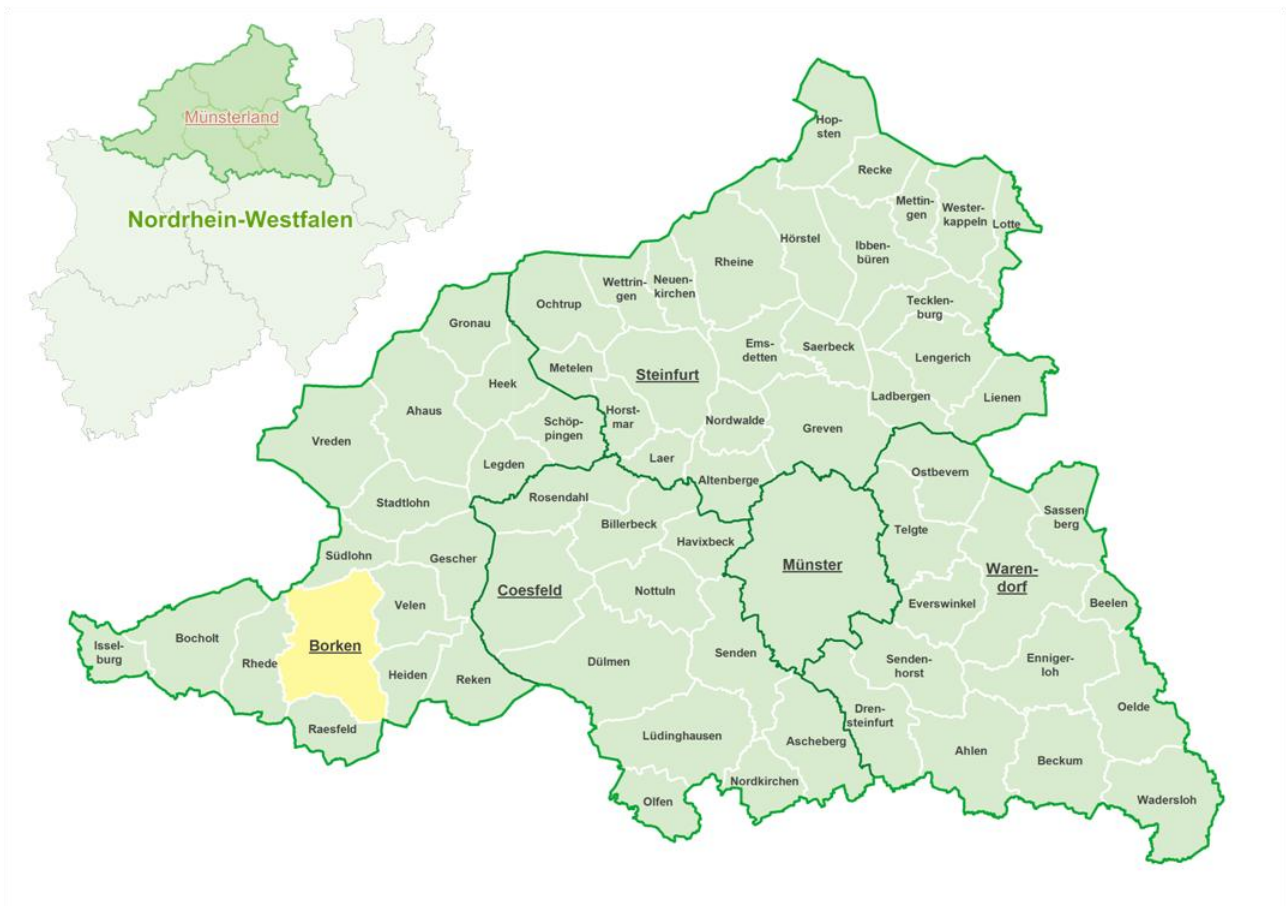 Münsterland
Nordrhein-Westfalen
Hop-
sten
Recke
Mettin-
gen
Wester-
kappeln
Lotte
Hörstel
Ibben-
büren
Rheine
Wettrin-
gen
Neuen-
kirchen
Ochtrup
Tecklen-
burg
Gronau
Ems-
detten
Saerbeck
Lengerich
Metelen
Steinfurt
Heek
Ladbergen
Lienen
Ahaus
Horst-
mar
Nordwalde
Greven
Schöp-
pingen
Vreden
Legden
Laer
Altenberge
Ostbevern
Stadtlohn
Rosendahl
Billerbeck
Sassen
berg
Telgte
Havixbeck
Südlohn
Gescher
Münster
Waren-
dorf
Coesfeld
Nottuln
Velen
Everswinkel
Beelen
Issel-
burg
Bocholt
Borken
Rhede
Heiden
Reken
Dülmen
Senden
Senden-
horst
Enniger-
loh
Oelde
Raesfeld
Dren-
steinfurt
Lüdinghausen
Ascheberg
Ahlen
Beckum
Nordkirchen
Olfen
Wadersloh